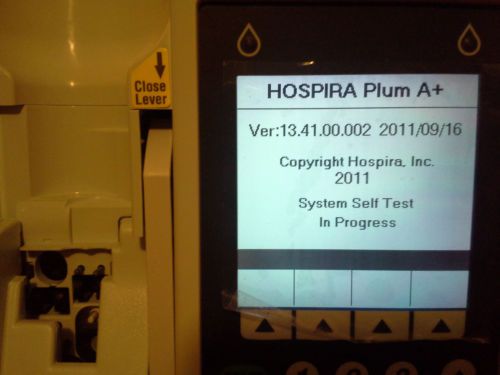 Close
Lever
HOSPIRA Plum A+
Ver:13.41.00.002 2011/09/16
Copyright Hospira, Inc.
2011
System Self Test
In Progress